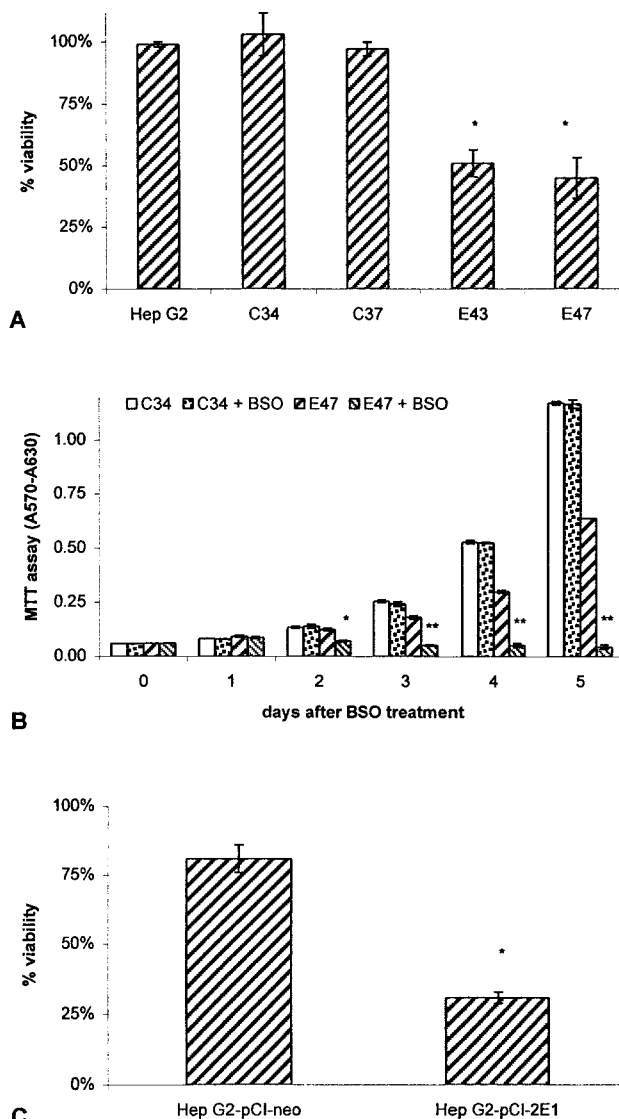 100%
75%
50%
25%
0%
% viability
* *
Hep G2 C34 C37 E43 E47
A
C34 C34 + BSO E47 E47 + BSO
MTT assay (A570-A630)
1.00
0.75
0.50
0.25
0.00
* ** ** **
0 1 2 3 4 5
days after BSO treatment
B
100%
75%
50%
25%
0%
% viability
*
Hep G2-pCI-neo Hep G2-pCI-2E1
C